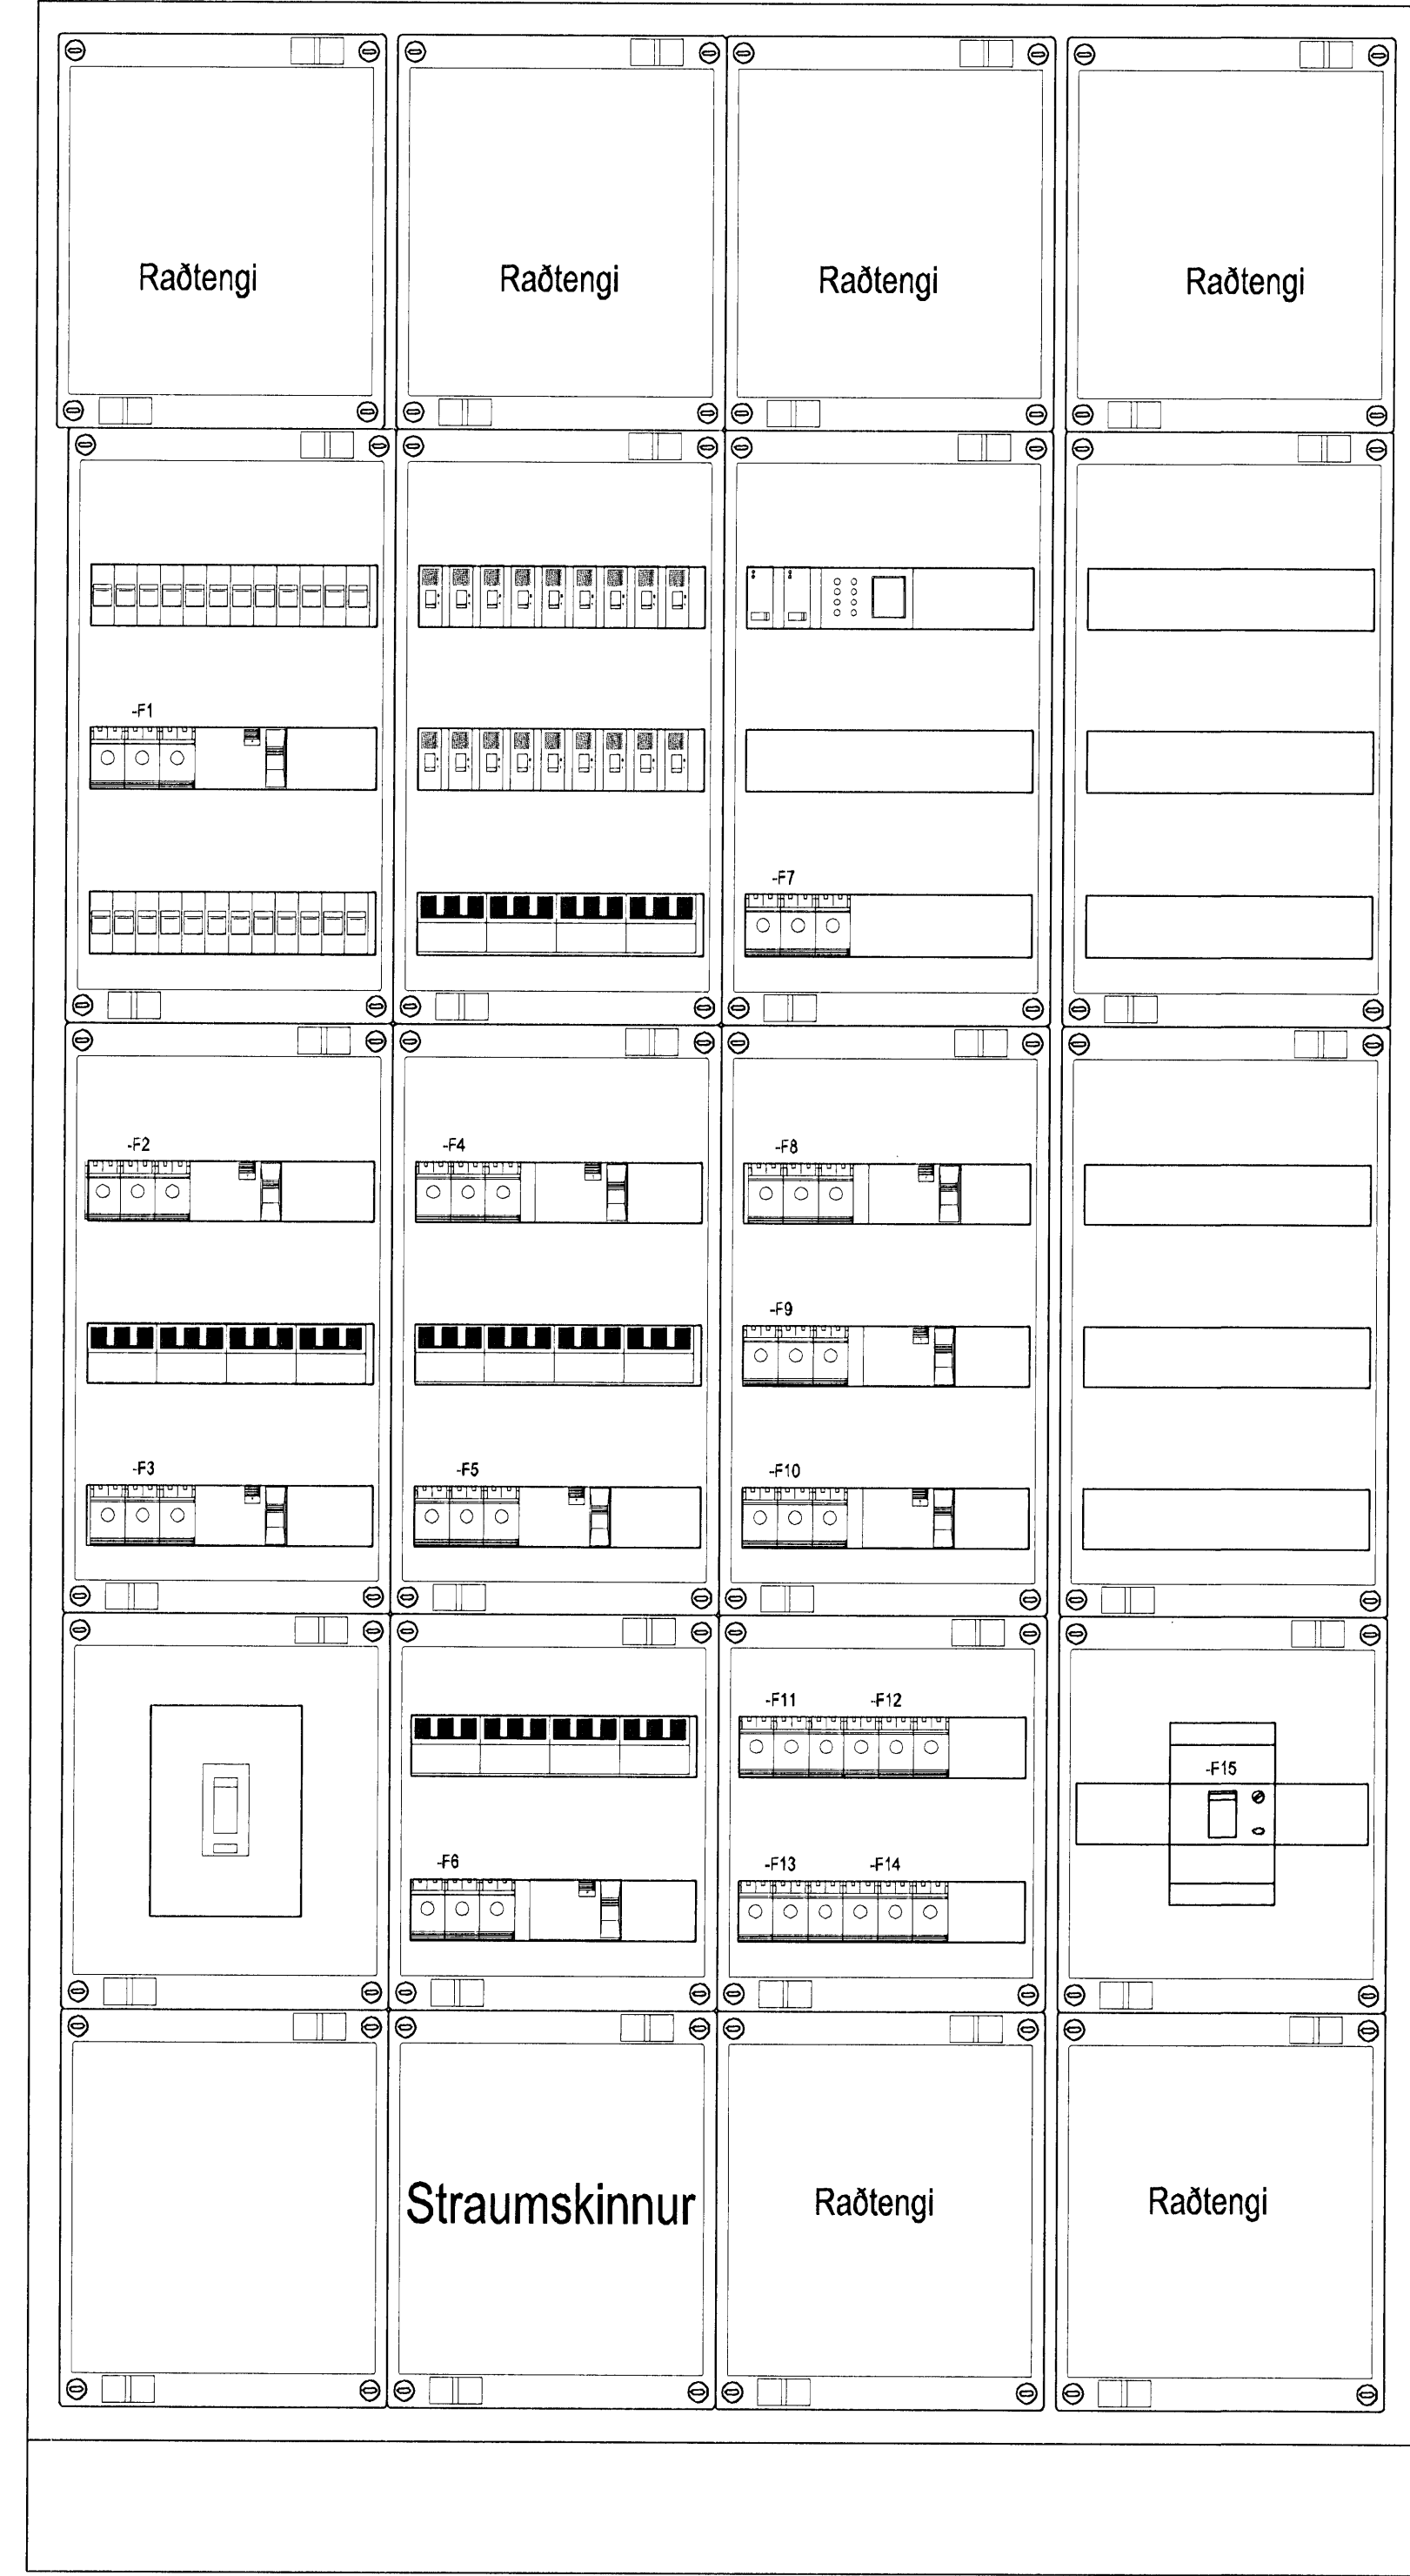 Raðtengi
Raðtengi
Raðtengi
Raðtengi
-F1
-F7
-F2
-F4
-F8
-F9
-F3
-F5
-F10
-F11
-F12
-F15
-F6
-F13
-F14
Straumskinnur
Raðtengi
Raðtengi